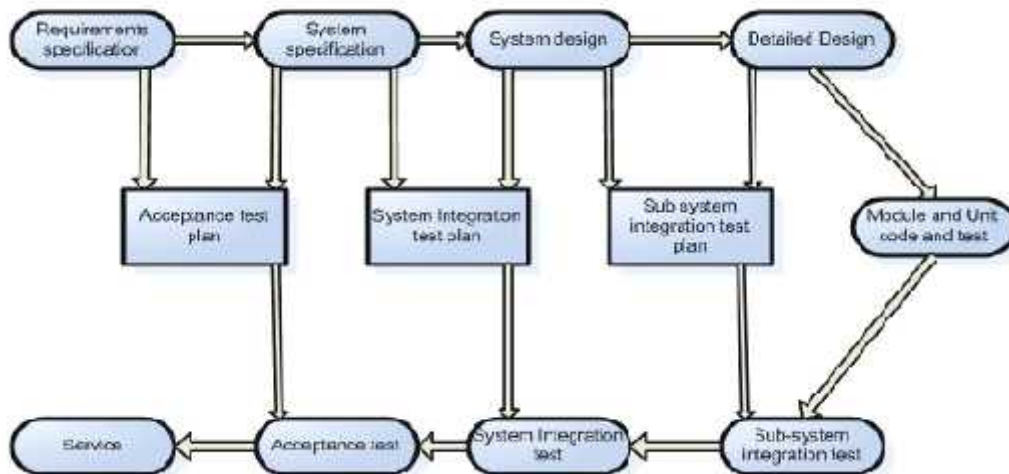 Requirements
specification
System
specification
System design
Detailed Design
Acceptance test
plan
System Integration
test plan
Sub system
integration test
plan
Module and Unit
code and test
Service
Acceptance test
System Integration
test
Sub-system
integration test